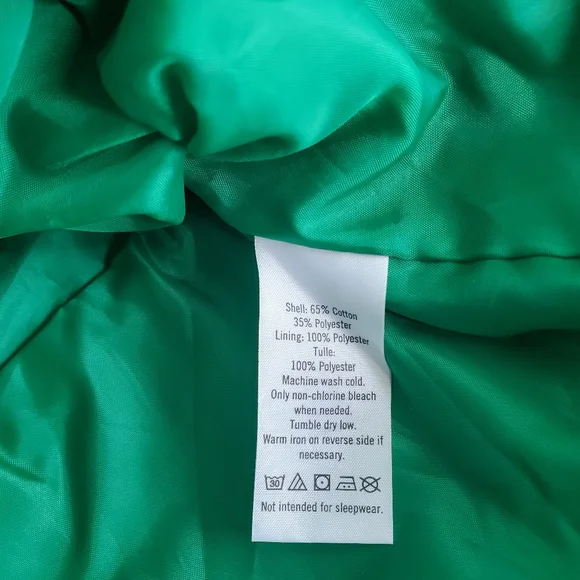 Shell: 65% Cotton
35% Polyester
Lining: 100% Polyester
Tulle:
100% Polyester
Machine wash cold.
Only non-chlorine bleach
when needed.
Tumble dry low.
Warm iron on reverse side if
necessary.
30
Not intended for sleepwear.